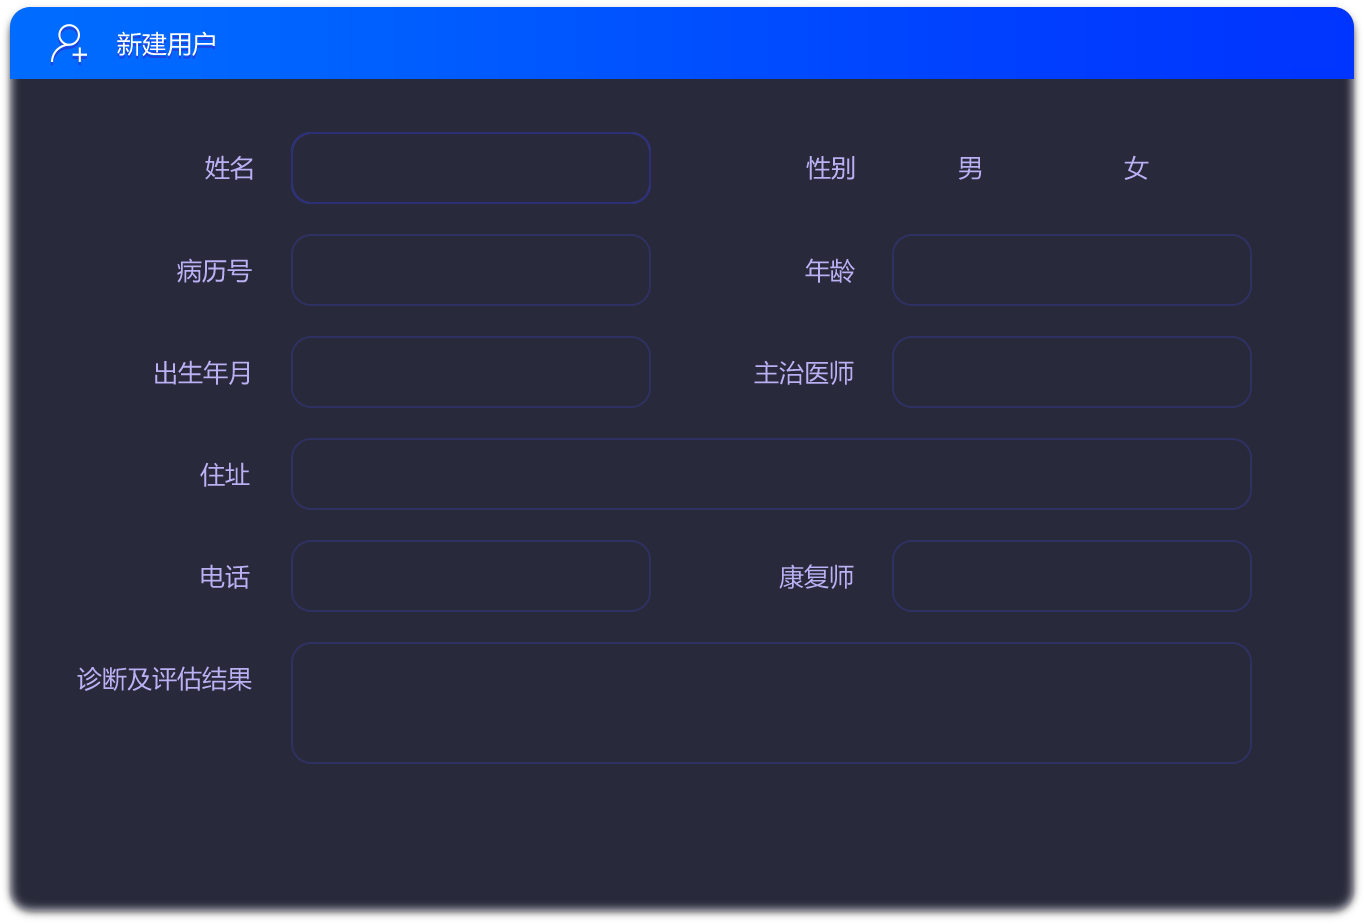 新建用户
姓名 性别 男 女
病历号 年龄
出生年月 主治医师
住址
电话 康复师
诊断及评估结果